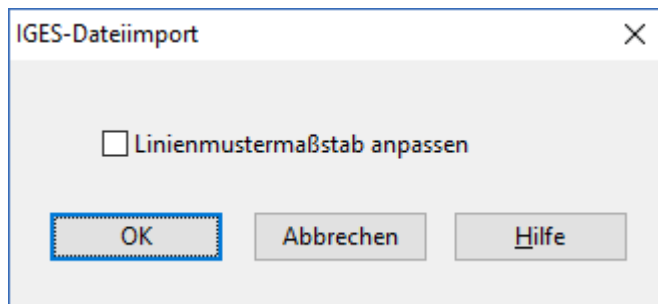 IGES-Dateiimport
Linienmustermaßstab anpassen
OK Abbrechen Hilfe